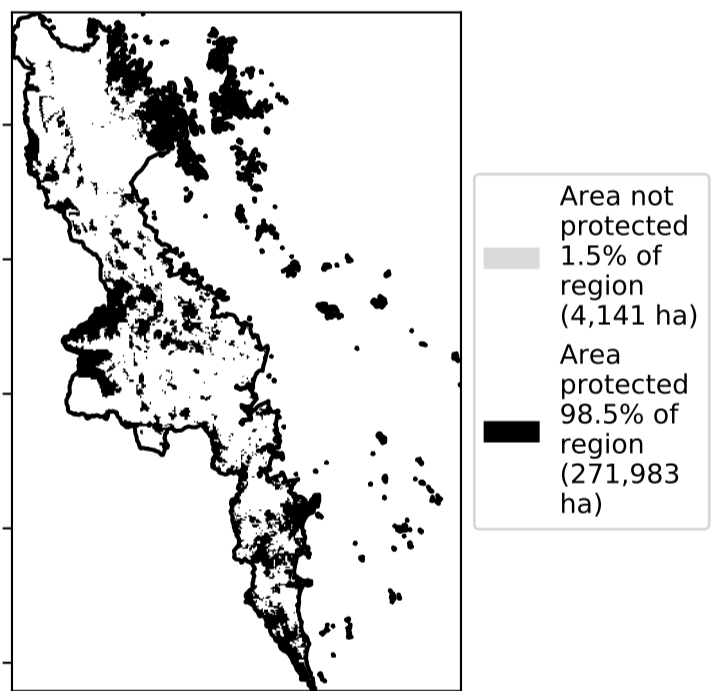 Area not
protected
1.5% of
region
(4,141 ha)
Area
protected
98.5% of
region
(271,983
ha)